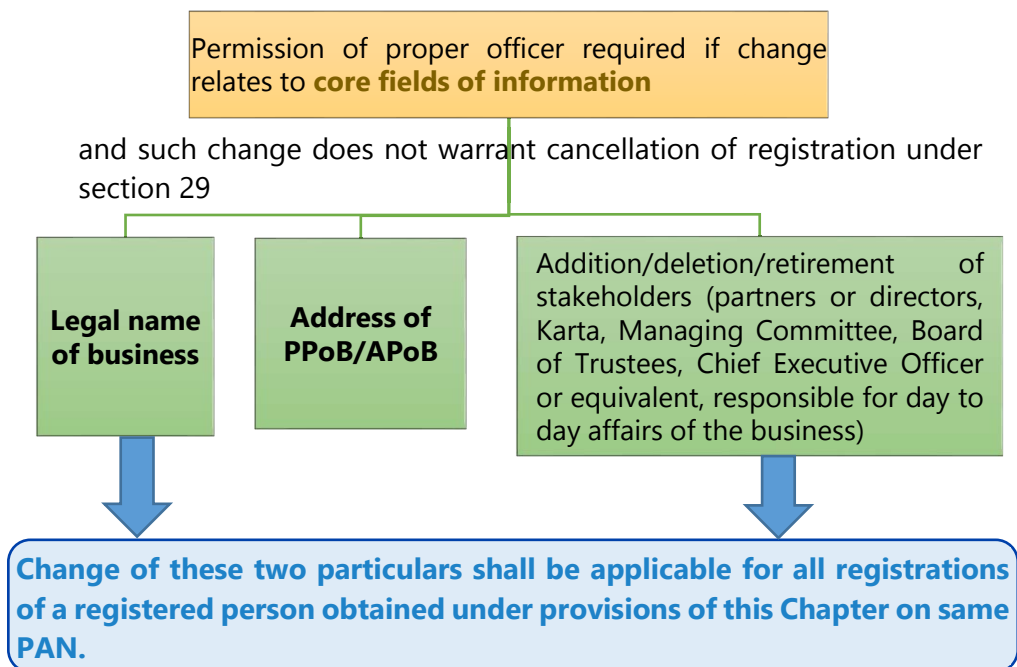 Permission of proper officer required if change
relates to core fields of information
and such change does not warrant cancellation of registration under
section 29
Legal name
of business
Address of
PPoB/APoB
Addition/deletion/retirement of
stakeholders (partners or directors,
Karta, Managing Committee, Board
of Trustees, Chief Executive Officer
or equivalent, responsible for day to
day affairs of the business)
Change of these two particulars shall be applicable for all registrations
of a registered person obtained under provisions of this Chapter on same
PAN.